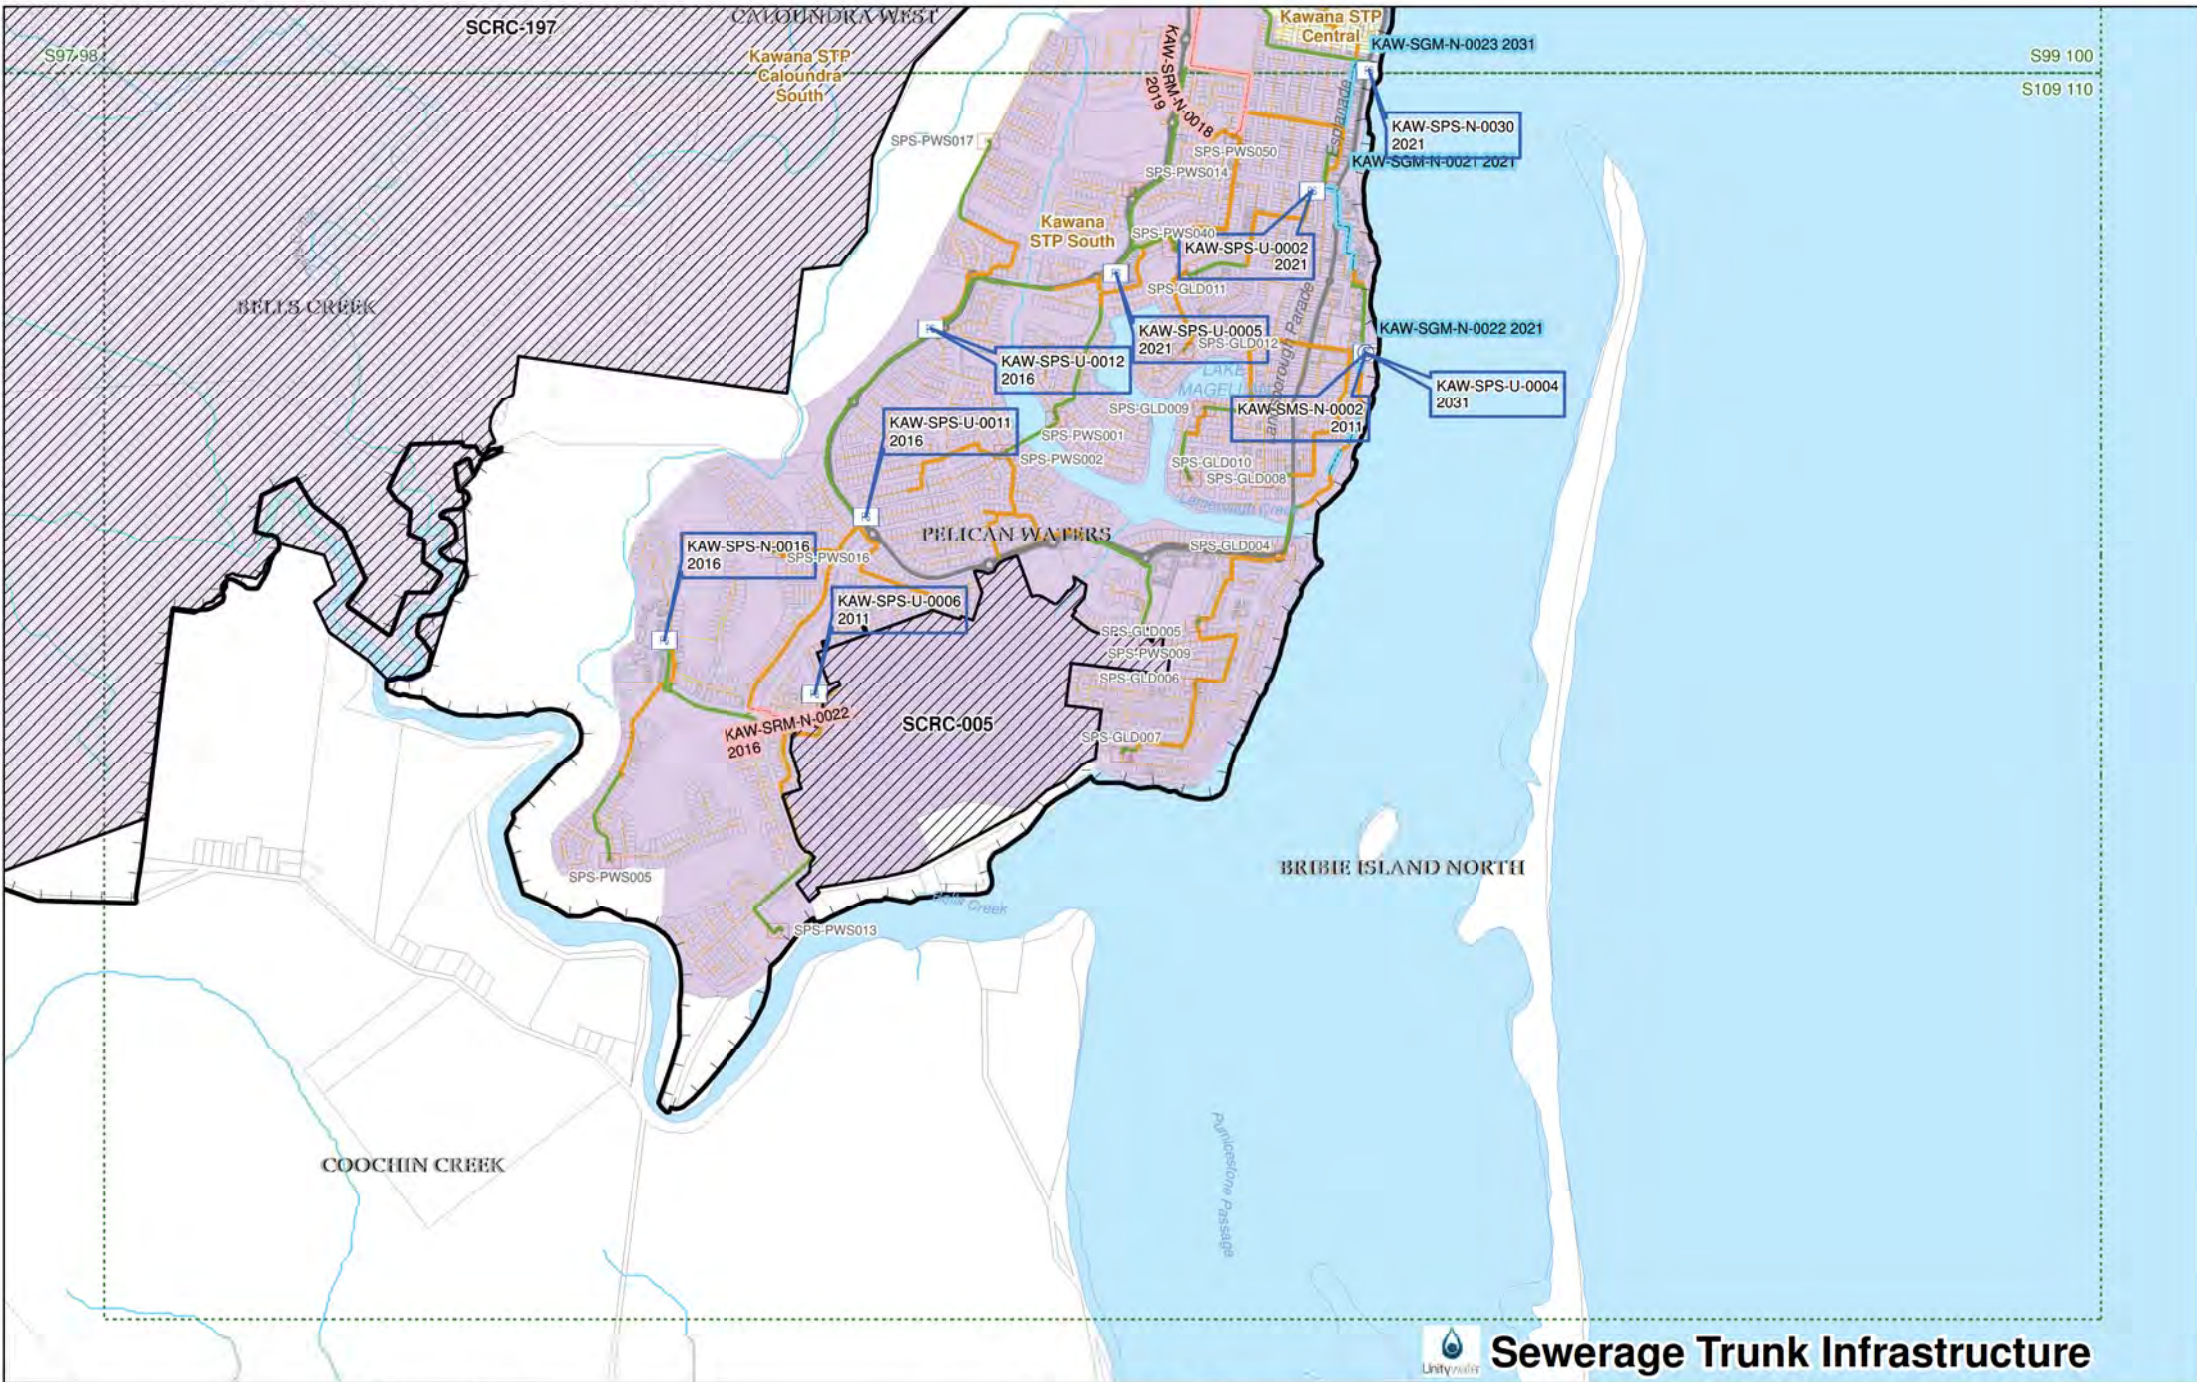 CALOUNDRA WEST
SCRC-197
Kawana STP
Central
KAW-SGM-N-0023 2031
S97 98
Kawana STP
Caloundra
South
KAW-SRM-N-0018
2019
S99 100
S109 110
Esplanade
KAW-SPS-N-0030
2021
SPS-PWS017
SPS-PWS050
KAW-SGM-N-0021 2021
SPS-PWS014
Kawana
STP South
SPS-PWS040
KAW-SPS-U-0002
2021
BELLS CREEK
SPS-GLD011
Landsborough Parade
KAW-SPS-U-0005
2021
KAW-SGM-N-0022 2021
SPS-GLD012
KAW-SPS-U-0012
2016
LAKE
MAGELLAN
KAW-SPS-U-0004
2031
SPS-GLD009
KAW-SMS-N-0002
2011
KAW-SPS-U-0011
2016
SPS-PWS001
SPS-PWS002
SPS-GLD010
SPS-GLD008
PELICAN WATERS
KAW-SPS-N-0016
2016
SPS-PWS016
SPS-GLD004
KAW-SPS-U-0006
2011
SPS-GLD005
SPS-PWS009
SPS-GLD006
KAW-SRM-N-0022
2016
SCRC-005
SPS-GLD007
SPS-PWS005
BRIBIE ISLAND NORTH
Bells Creek
SPS-PWS013
COOCHIN CREEK
Pumicestone Passage
Unitywater
Sewerage Trunk Infrastructure